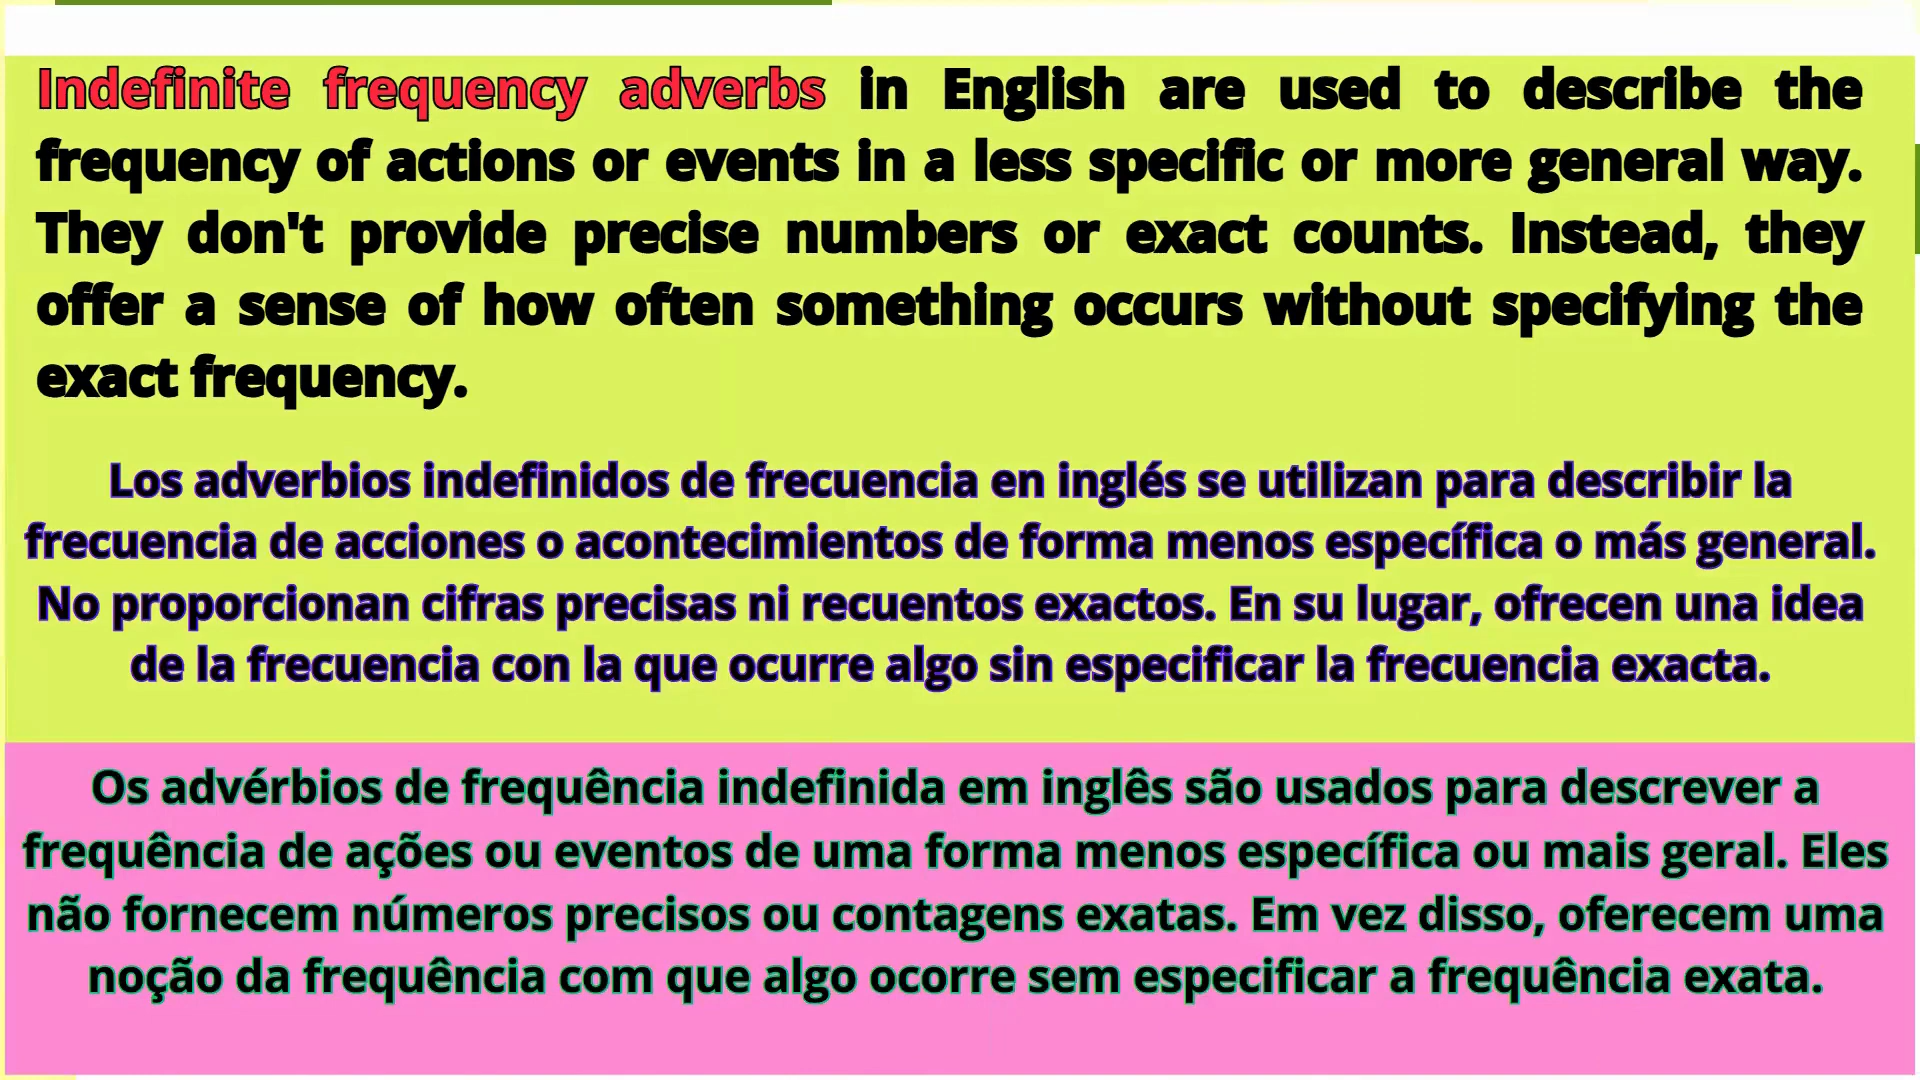 Indefinite frequency adverbs in English are used to describe the
frequency of actions or events in a less specific or more general way.
They don't provide precise numbers or exact counts. Instead, they
offer a sense of how often something occurs without specifying the
exact frequency.
Los adverbios indefinidos de frecuencia en inglés se utilizan para describir la
frecuencia de acciones o acontecimientos de forma menos específica o más general.
No proporcionan cifras precisas ni recuentos exactos. En su lugar, ofrecen una idea
de la frecuencia con la que ocurre algo sin especificar la frecuencia exacta.
Os advérbios de frequência indefinida em inglês são usados para descrever a
frequência de ações ou eventos de uma forma menos específica ou mais geral. Eles
não fornecem números precisos ou contagens exatas. Em vez disso, oferecem uma
noção da frequência com que algo ocorre sem especificar a frequência exata.